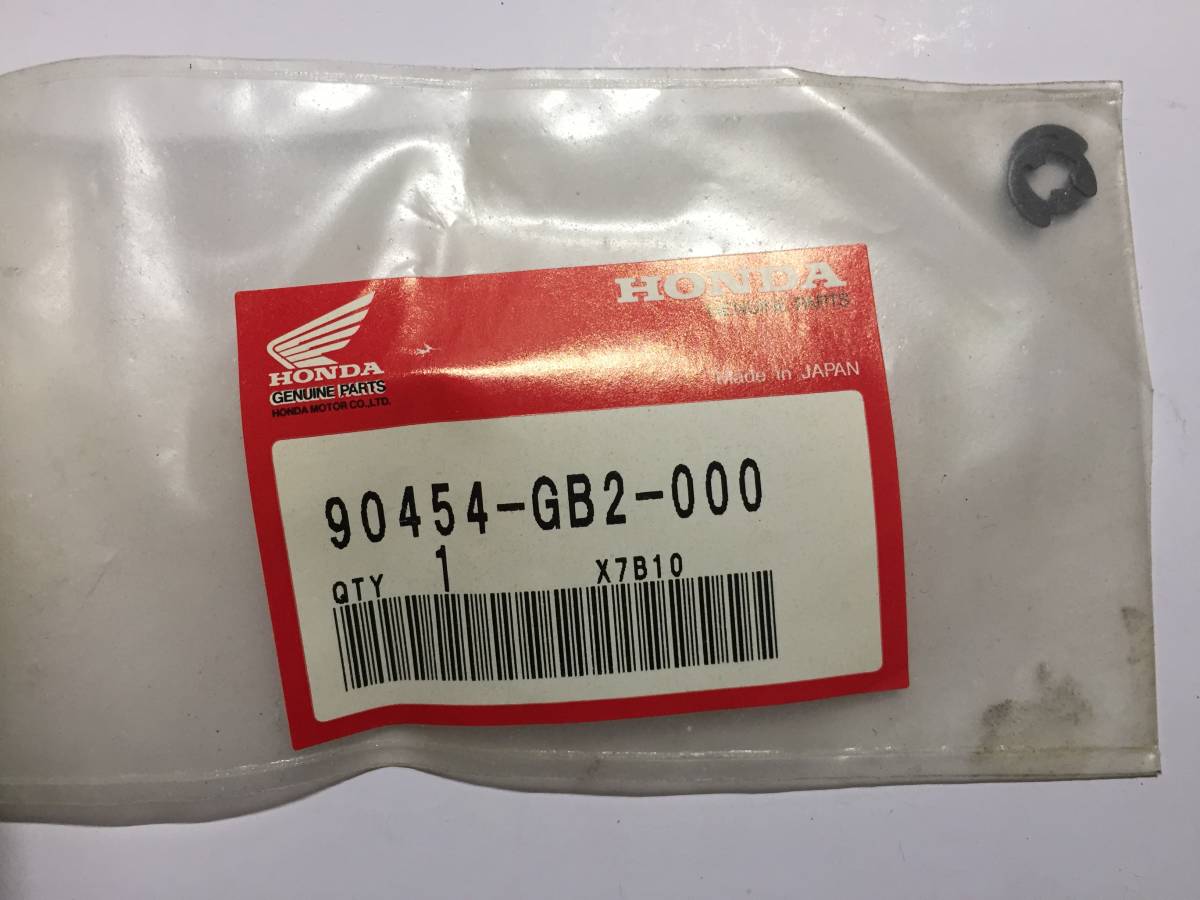 HONDA
GENUINE PARTS
HONDA MOTOR CO.,LTD.
HONDA
GENUINE PARTS
Made in JAPAN
90454-GB2-000
QTY 1 X7B10